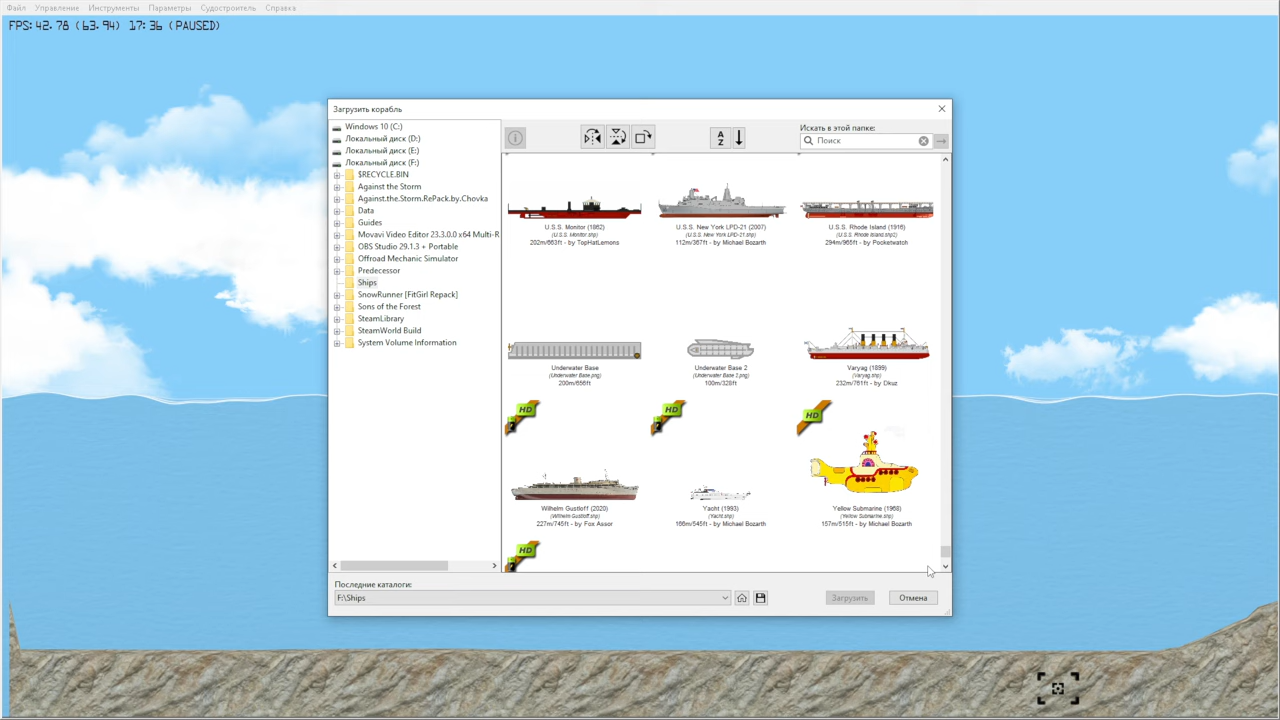 Файл Управление Инструменты Параметры Судостроитель Справка
FPS: 42.78 (63.94) 17:36 (PAUSED)
Загрузить корабль
Windows 10 (C:)
Локальный диск (D:)
Локальный диск (E:)
Локальный диск (F:)
$RECYCLE.BIN
Against the Storm
Against.the.Storm.RePack.by.Chovka
Data
Guides
Movavi Video Editor 23.3.0.0 x64 Multi-R
OBS Studio 29.1.3 + Portable
Offroad Mechanic Simulator
Predecessor
Ships
SnowRunner [FitGirl Repack]
Sons of the Forest
SteamLibrary
SteamWorld Build
System Volume Information
A
Z
Искать в этой папке:
Поиск
U.S.S. Monitor (1862)
(U.S.S. Monitor.shp)
202m/663ft - by TopHatLemons
U.S.S. New York LPD-21 (2007)
(U.S.S. New York LPD-21.shp)
112m/367ft - by Michael Bozarth
U.S.S. Rhode Island (1916)
(U.S.S. Rhode Island.shp)
294m/965ft - by Pocketwatch
Underwater Base
(Underwater Base.png)
200m/656ft
Underwater Base 2
(Underwater Base 2.png)
100m/328ft
Varyag (1899)
(Varyag.shp)
232m/761ft - by Dkuz
HD
HD
HD
Wilhelm Gustloff (2020)
(Wilhelm Gustloff.shp)
227m/745ft - by Fox Assor
Yacht (1993)
(Yacht.shp)
166m/545ft - by Michael Bozarth
Yellow Submarine (1968)
(Yellow Submarine.shp)
157m/515ft - by Michael Bozarth
HD
Последние каталоги:
F:\Ships
Загрузить
Отмена